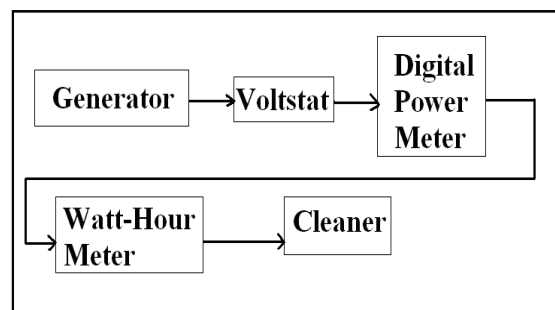 Generator
Voltstat
Digital
Power
Meter
Watt-Hour
Meter
Cleaner